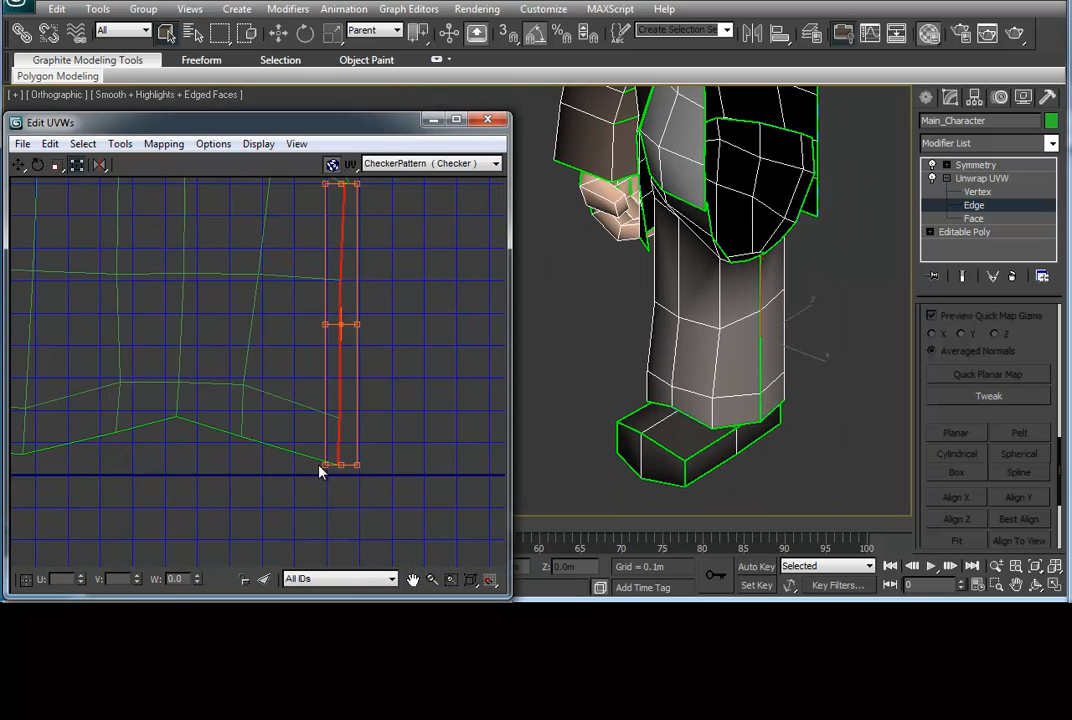 Edit Tools Group Views Create Modifiers Animation Graph Editors Rendering Customize MAXScript Help
All Parent 3 % Create Selection Se
Graphite Modeling Tools Freeform Selection Object Paint
Polygon Modeling
[ + ] [ Orthographic ] [ Smooth + Highlights + Edged Faces ]
Edit UVWs
File Edit Select Tools Mapping Options Display View
CheckerPattern ( Checker )
All IDs
U: V: W: 0.0
y
x
Main_Character
Modifier List
Symmetry
Unwrap UVW
Vertex
Edge
Face
Editable Poly
Preview Quick Map Gizmo
X Y Z
Averaged Normals
Quick Planar Map
Tweak
Planar Pelt
Cylindrical Spherical
Box Spline
Align X Align Y
Align Z Best Align
Fit Align To View
60 65 70 75 80 85 90 95 100
Z: 0.0m Grid = 0.1m Auto Key Selected
Add Time Tag Set Key Key Filters... 0